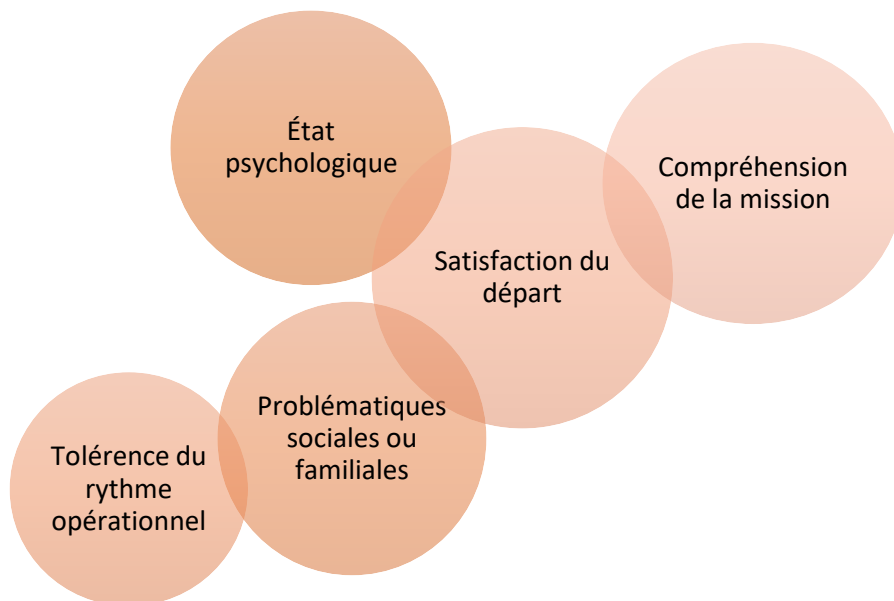 État
psychologique
Compréhension
de la mission
Satisfaction du
départ
Problématiques
sociales ou
familiales
Tolérence du
rythme
opérationnel